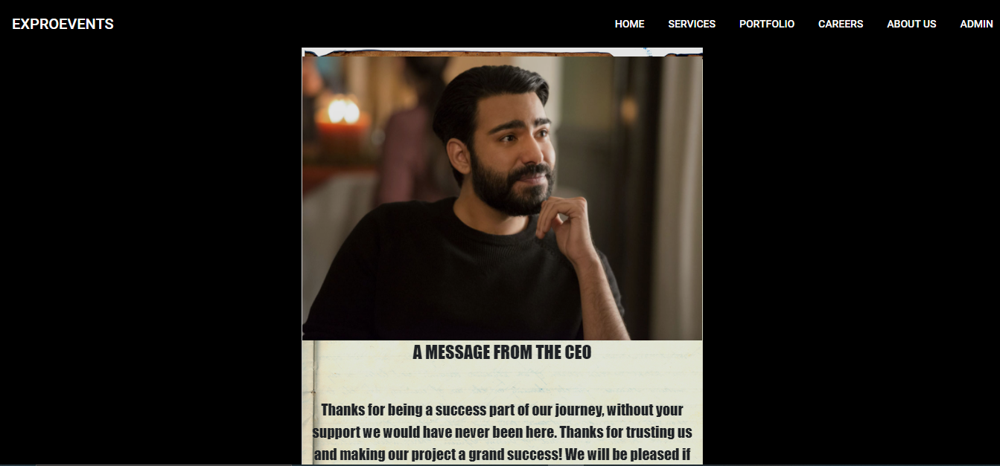 EXPROEVENTS
HOME SERVICES PORTFOLIO CAREERS ABOUT US ADMIN
A MESSAGE FROM THE CEO
Thanks for being a success part of our journey, without your
support we would have never been here. Thanks for trusting us
and making our project a grand success! We will be pleased if